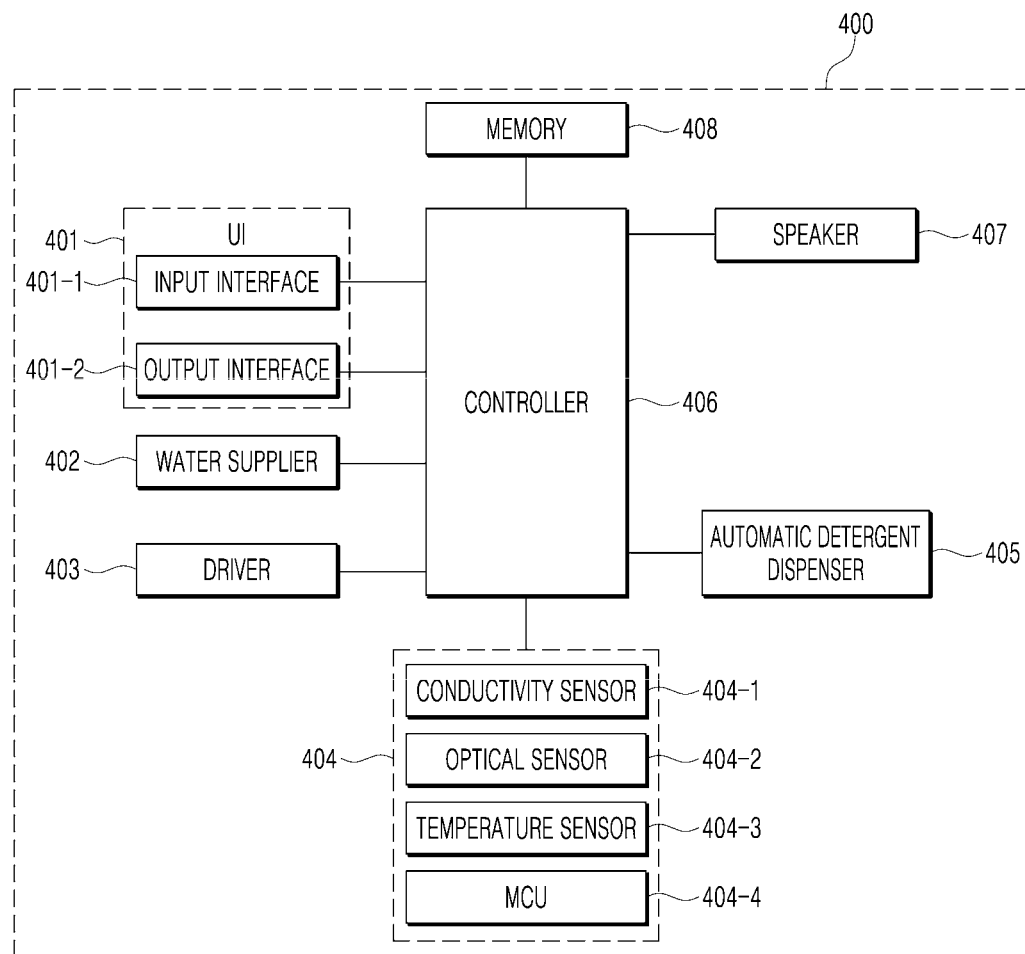 400
MEMORY
408
401
UI
SPEAKER
407
401-1
INPUT INTERFACE
401-2
OUTPUT INTERFACE
CONTROLLER
406
402
WATER SUPPLIER
403
DRIVER
AUTOMATIC DETERGENT
DISPENSER
405
404
CONDUCTIVITY SENSOR
404-1
OPTICAL SENSOR
404-2
TEMPERATURE SENSOR
404-3
MCU
404-4